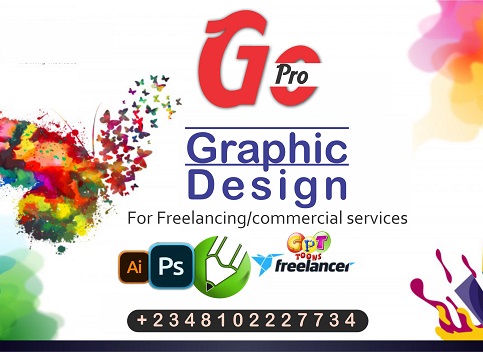 Go
Pro
Graphic
Design
For Freelancing/commercial services
Ai Ps GPT
TOONS
freelancer
+2348102227734